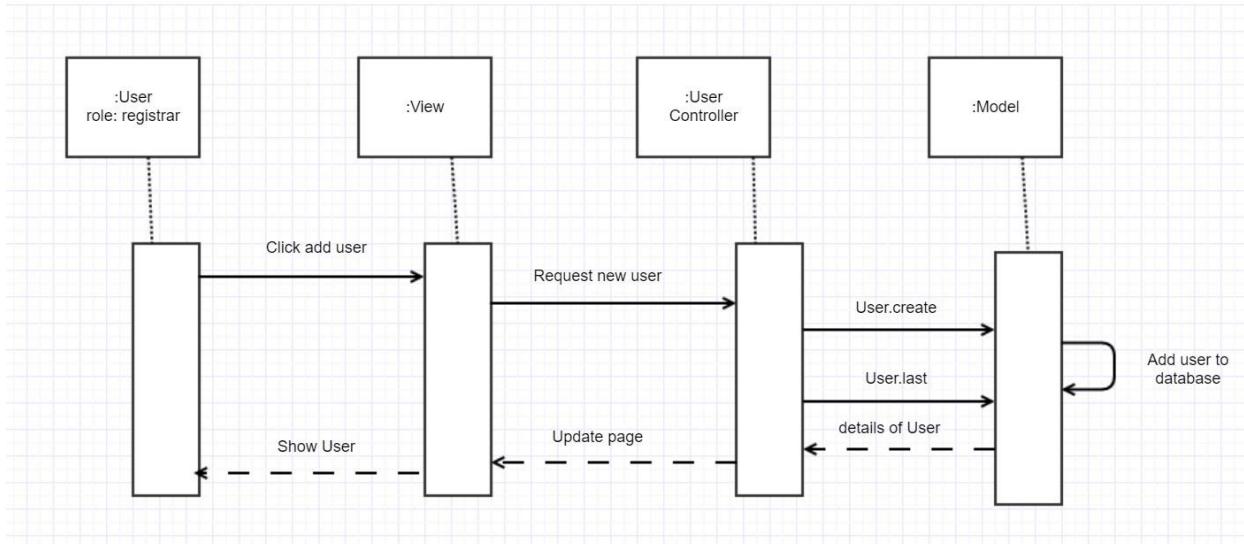 :User
role: registrar
:View
:User
Controller
:Model
Click add user
Request new user
User.create
Add user to
database
User.last
details of User
Update page
Show User